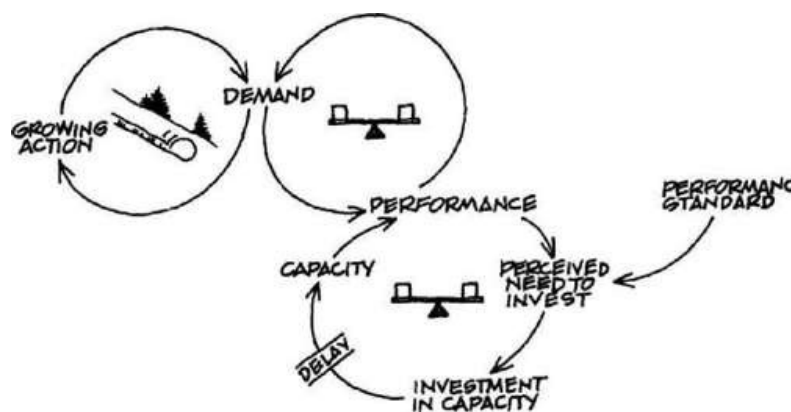 DEMAND
GROWING
ACTION
PERFORMANCE
PERFORMANC
STANDARD
CAPACITY
PERCEIVED
NEED TO
INVEST
DELAY
INVESTMENT
IN CAPACITY